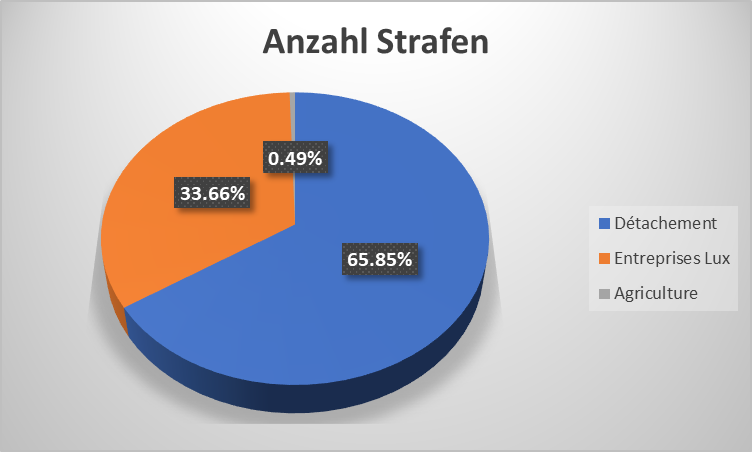 Anzahl Strafen
0.49%
33.66%
65.85%
Détachement
Entreprises Lux
Agriculture